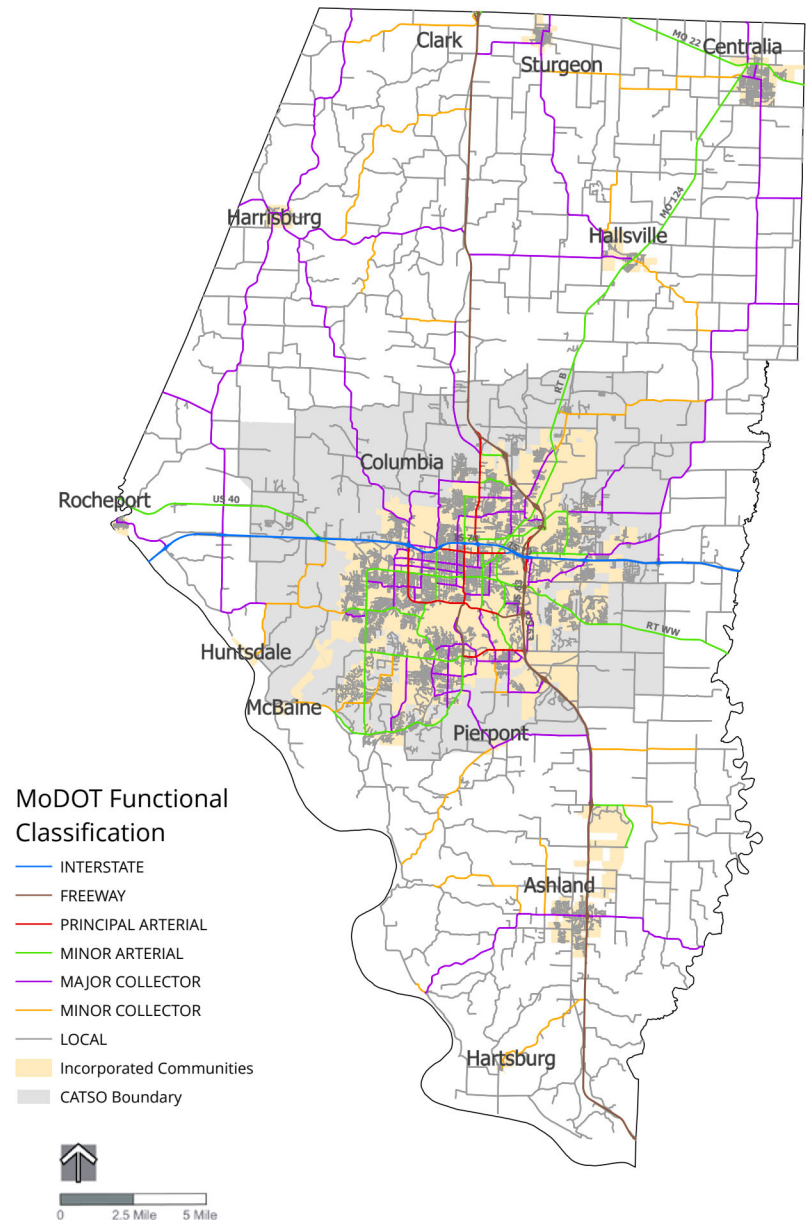 Clark
Sturgeon
MO 22
Centralia
MO 124
Harrisburg
Hallsville
RT B
Columbia
Rocheport
US 40
RT WW
Huntsdale
McBaine
Pierpont
MoDOT Functional
Classification
INTERSTATE
FREEWAY
PRINCIPAL ARTERIAL
MINOR ARTERIAL
MAJOR COLLECTOR
MINOR COLLECTOR
LOCAL
Incorporated Communities
CATSO Boundary
Ashland
Hartsburg
0
2.5 Mile
5 Mile